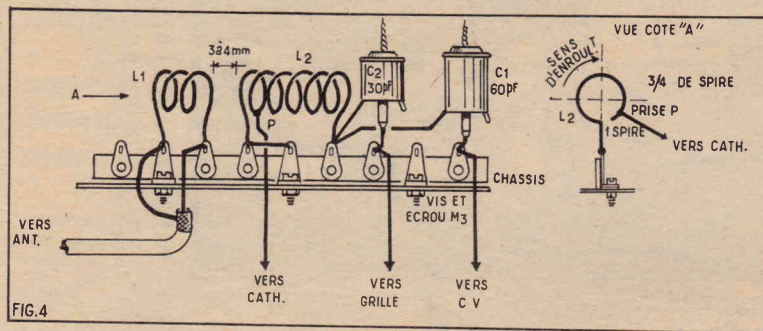 VUE COTE "A"
3à4mm
L1
L2
A
P
C2
30pf
C1
60pf
SENS
D'ENROULT.
3/4 DE SPIRE
PRISE P
L2
1 SPIRE
VERS CATH.
CHASSIS
VIS ET
ECROU M3
VERS
ANT.
VERS
CATH.
VERS
GRILLE
VERS
C V
FIG.4